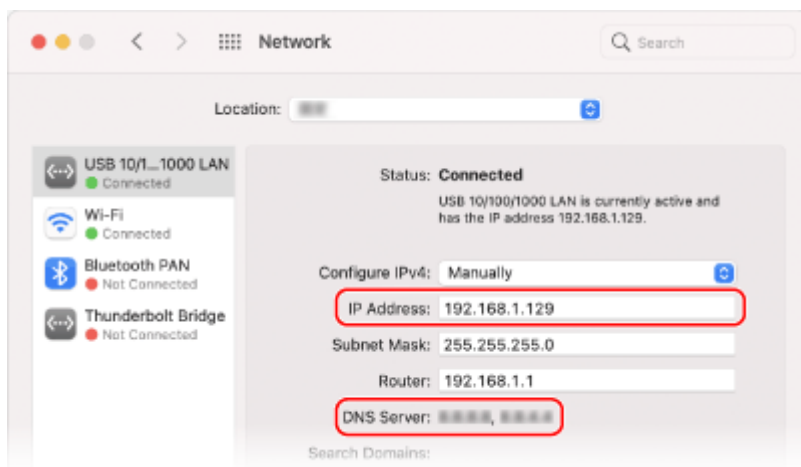 Network
Search
Location:
USB 10/1...1000 LAN
Connected
Wi-Fi
Connected
Bluetooth PAN
Not Connected
Thunderbolt Bridge
Not Connected
Status: Connected
USB 10/100/1000 LAN is currently active and
has the IP address 192.168.1.129.
Configure IPv4: Manually
IP Address: 192.168.1.129
Subnet Mask: 255.255.255.0
Router: 192.168.1.1
DNS Server:
Search Domains: